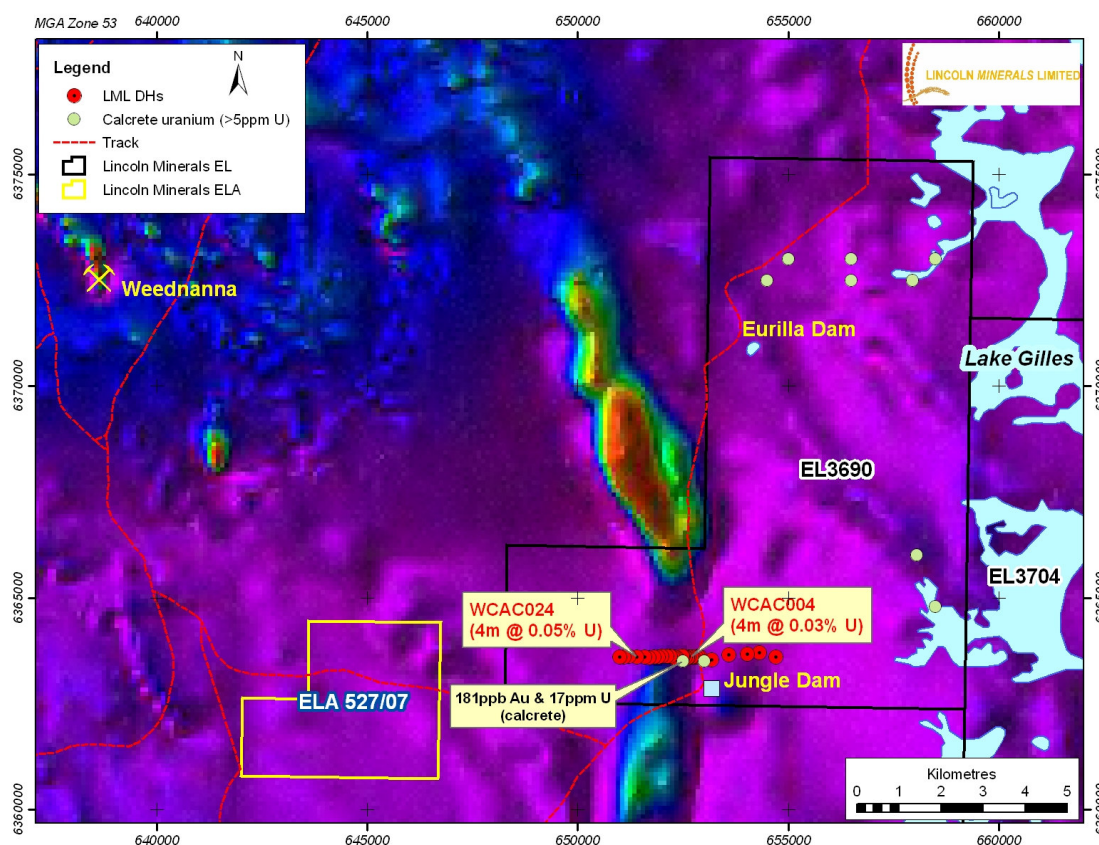 MGA Zone 53
640000
645000
650000
655000
660000
Legend
N
LML DHs
Calcrete uranium (>5ppm U)
Track
Lincoln Minerals EL
Lincoln Minerals ELA
LINCOLN MINERALS LIMITED
6375000
6375000
Weednanna
Eurilla Dam
Lake Gilles
6370000
6370000
EL3690
EL3704
6365000
6365000
WCAC024
(4m @ 0.05% U)
WCAC004
(4m @ 0.03% U)
Jungle Dam
181ppb Au & 17ppm U
(calcrete)
ELA 527/07
Kilometres
0 1 2 3 4 5
6360000
6360000
640000
645000
650000
655000
660000